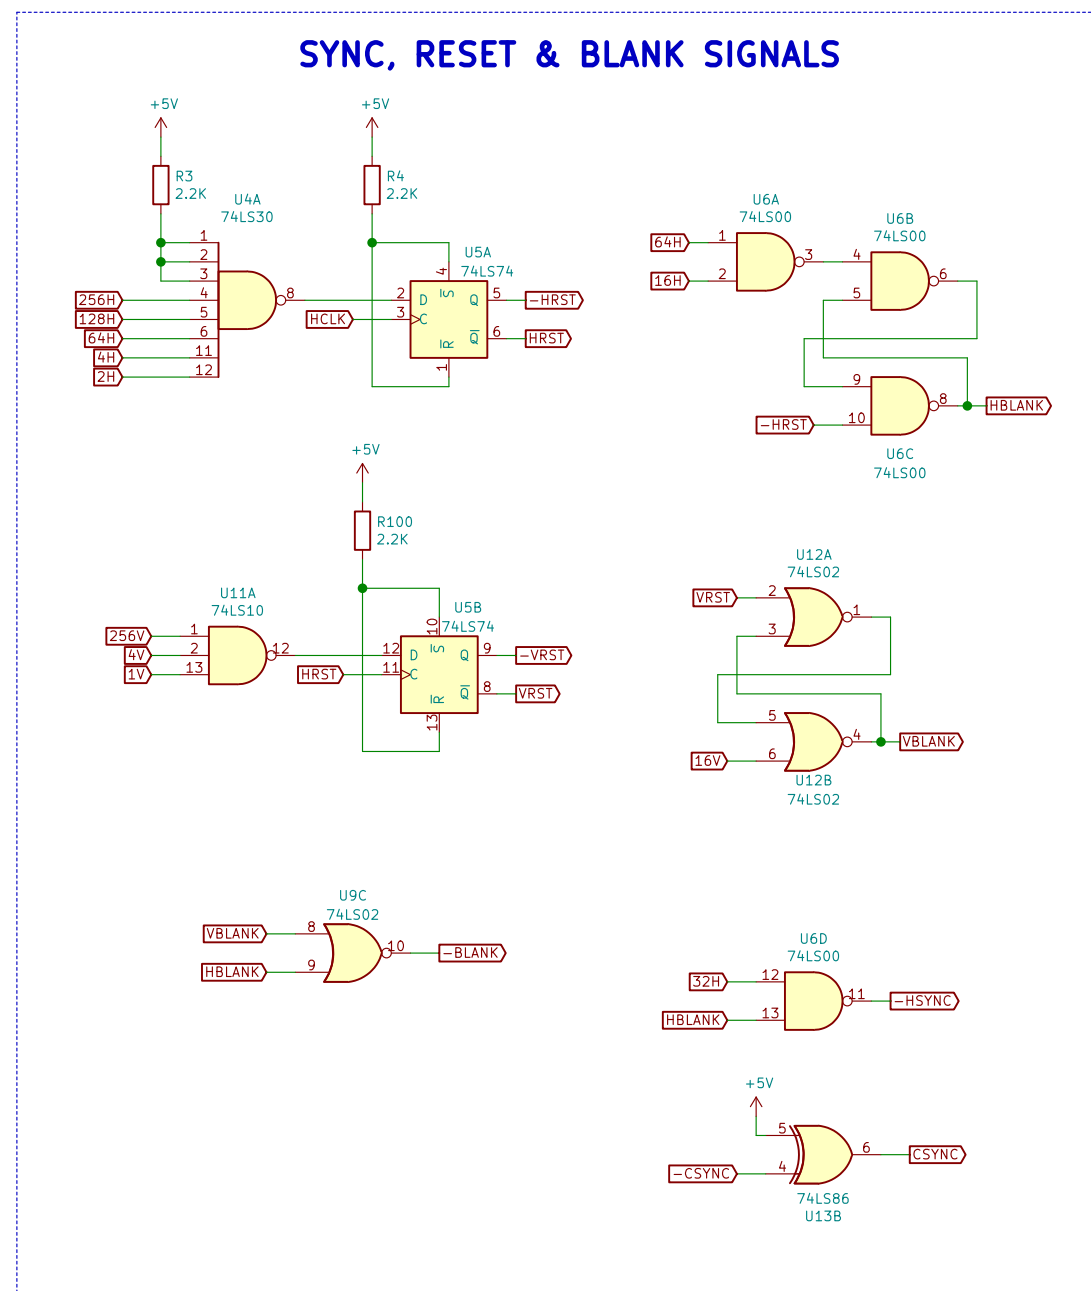 SYNC, RESET & BLANK SIGNALS
+5V
R3
2.2K
U4A
74LS30
1
2
3
256H 4
128H 5
64H 6
4H 11
2H 12
8
+5V
R4
2.2K
U5A
74LS74
4
S
2 D
HCLK 3 C
Q 5 -HRST
Q 6 HRST
R
1
U6A
74LS00
64H 1
16H 2
3
U6B
74LS00
4
5
6
9
-HRST 10
8 HBLANK
U6C
74LS00
+5V
R100
2.2K
U11A
74LS10
256V 1
4V 2
1V 13
12
U5B
74LS74
10
S
12 D
HRST 11 C
Q 9 -VRST
Q 8 VRST
R
13
U12A
74LS02
VRST 2
3
1
5
16V 6
4 VBLANK
U12B
74LS02
U9C
74LS02
VBLANK 8
HBLANK 9
10 -BLANK
U6D
74LS00
32H 12
HBLANK 13
11 -HSYNC
+5V
5
-CSYNC 4
6 CSYNC
74LS86
U13B